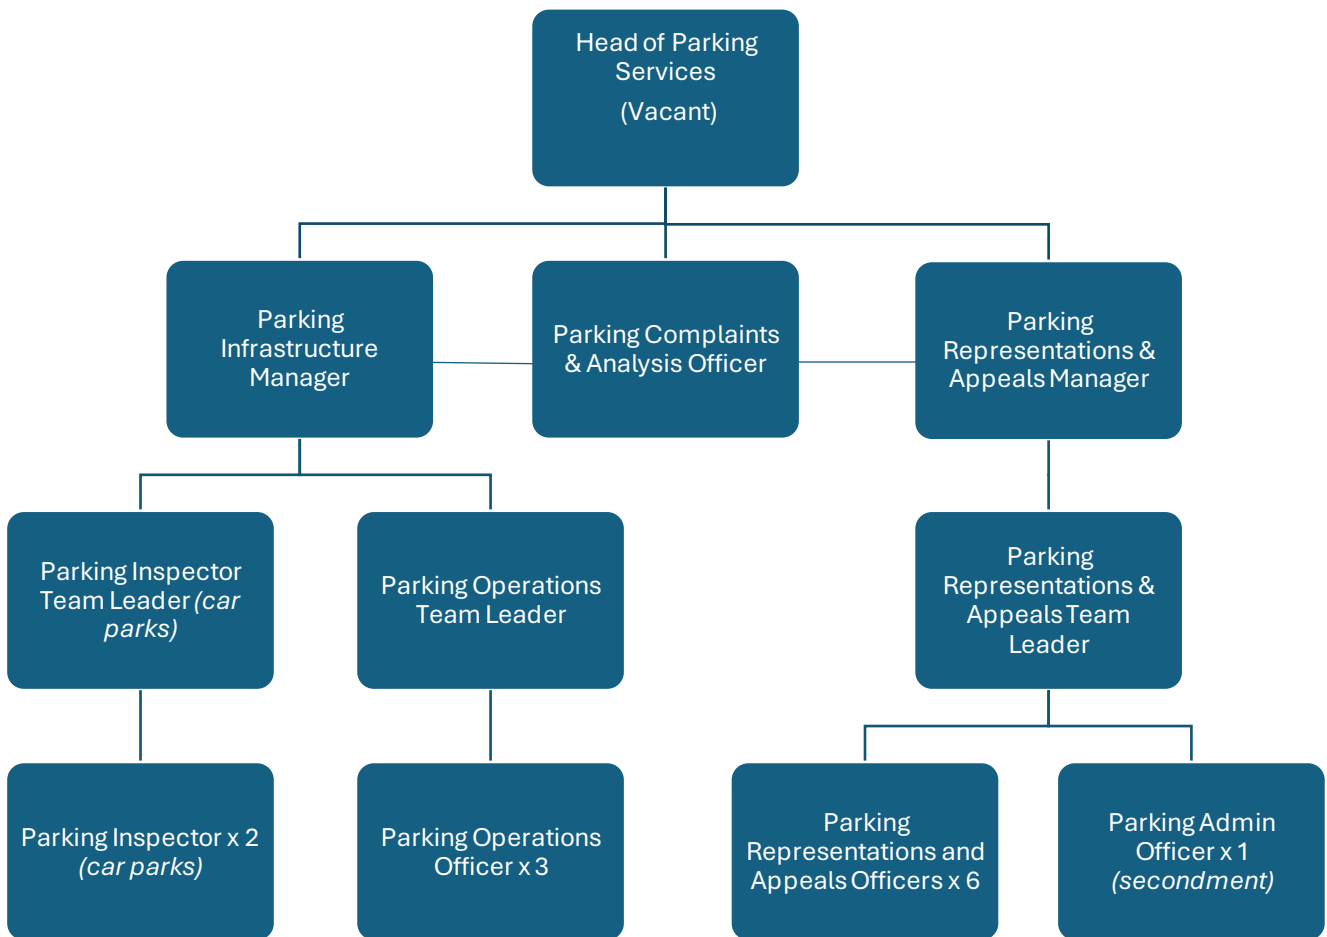 Head of Parking
Services
(Vacant)
Parking
Infrastructure
Manager
Parking Complaints
& Analysis Officer
Parking
Representations &
Appeals Manager
Parking Inspector
Team Leader (car
parks)
Parking Operations
Team Leader
Parking
Representations &
Appeals Team
Leader
Parking Inspector x 2
(car parks)
Parking Operations
Officer x 3
Parking
Representations and
Appeals Officers x 6
Parking Admin
Officer x 1
(secondment)